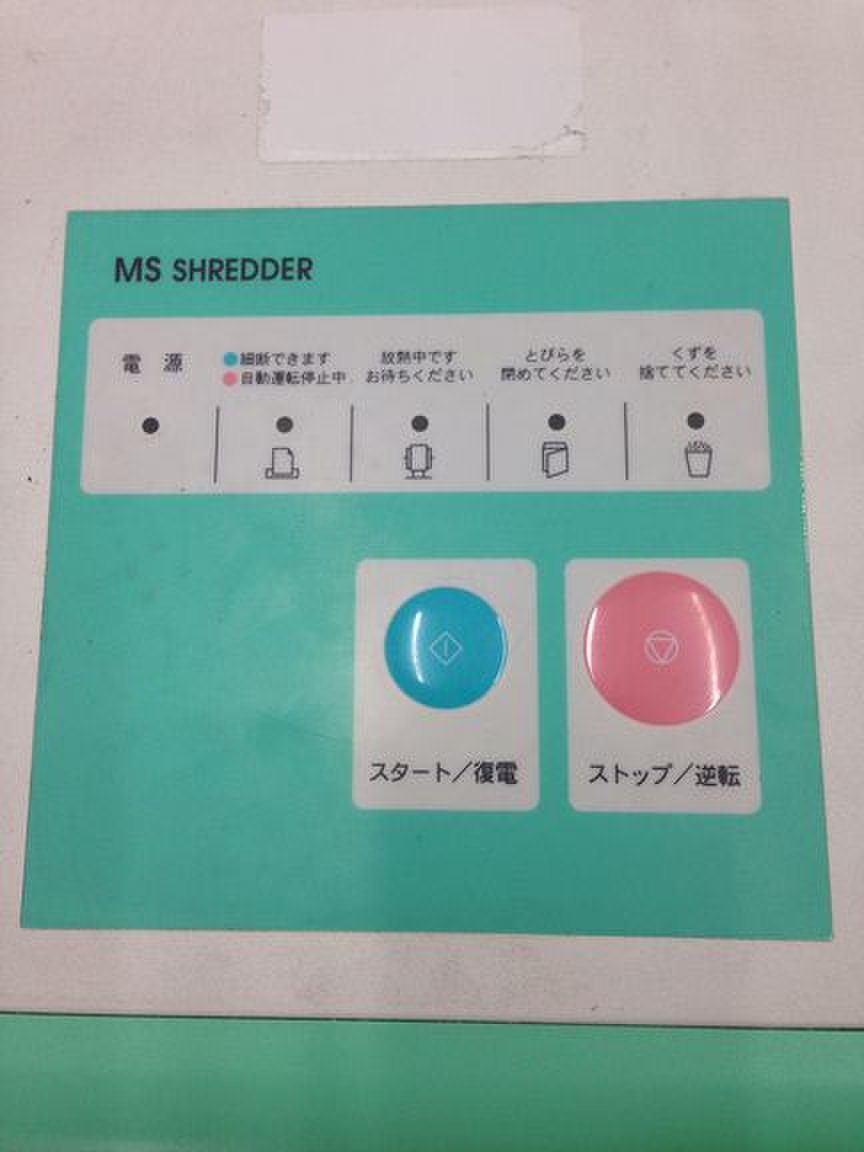 MS SHREDDER
電 源
細断できます
自動運転停止中
放熱中です
お待ちください
とびらを
閉めてください
くずを
捨ててください
スタート／復電
ストップ／逆転